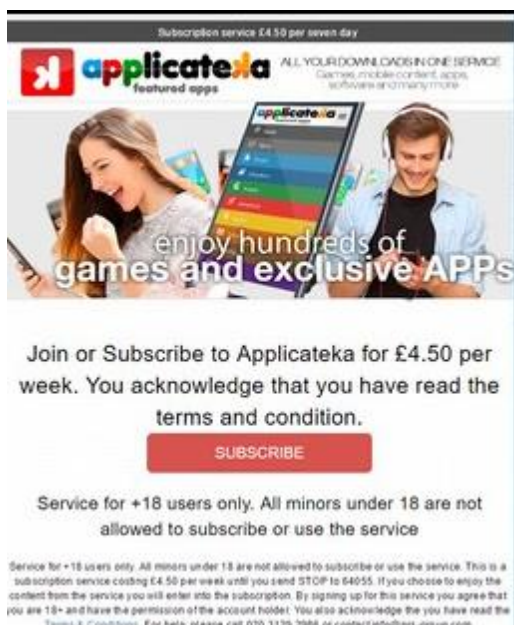 Subscription service £4.50 per seven day
applicateka
featured apps
ALL YOUR DOWNLOADS IN ONE SERVICE
Games, mobile content, apps,
software and many more
applicateka
enjoy hundreds of
games and exclusive APPs
Join or Subscribe to Applicateka for £4.50 per
week. You acknowledge that you have read the
terms and condition.
SUBSCRIBE
Service for +18 users only. All minors under 18 are not
allowed to subscribe or use the service
Service for +18 users only. All minors under 18 are not allowed to subscribe or use the service. This is a
subscription service costing £4.50 per week until you send STOP to 64055. If you choose to enjoy the
content from the service you will enter into the subscription. By signing up for this service you agree that
you are 18+ and have the permission of the account holder. You also acknowledge the you have read the
Terms & Conditions. For help, please call 020 3129